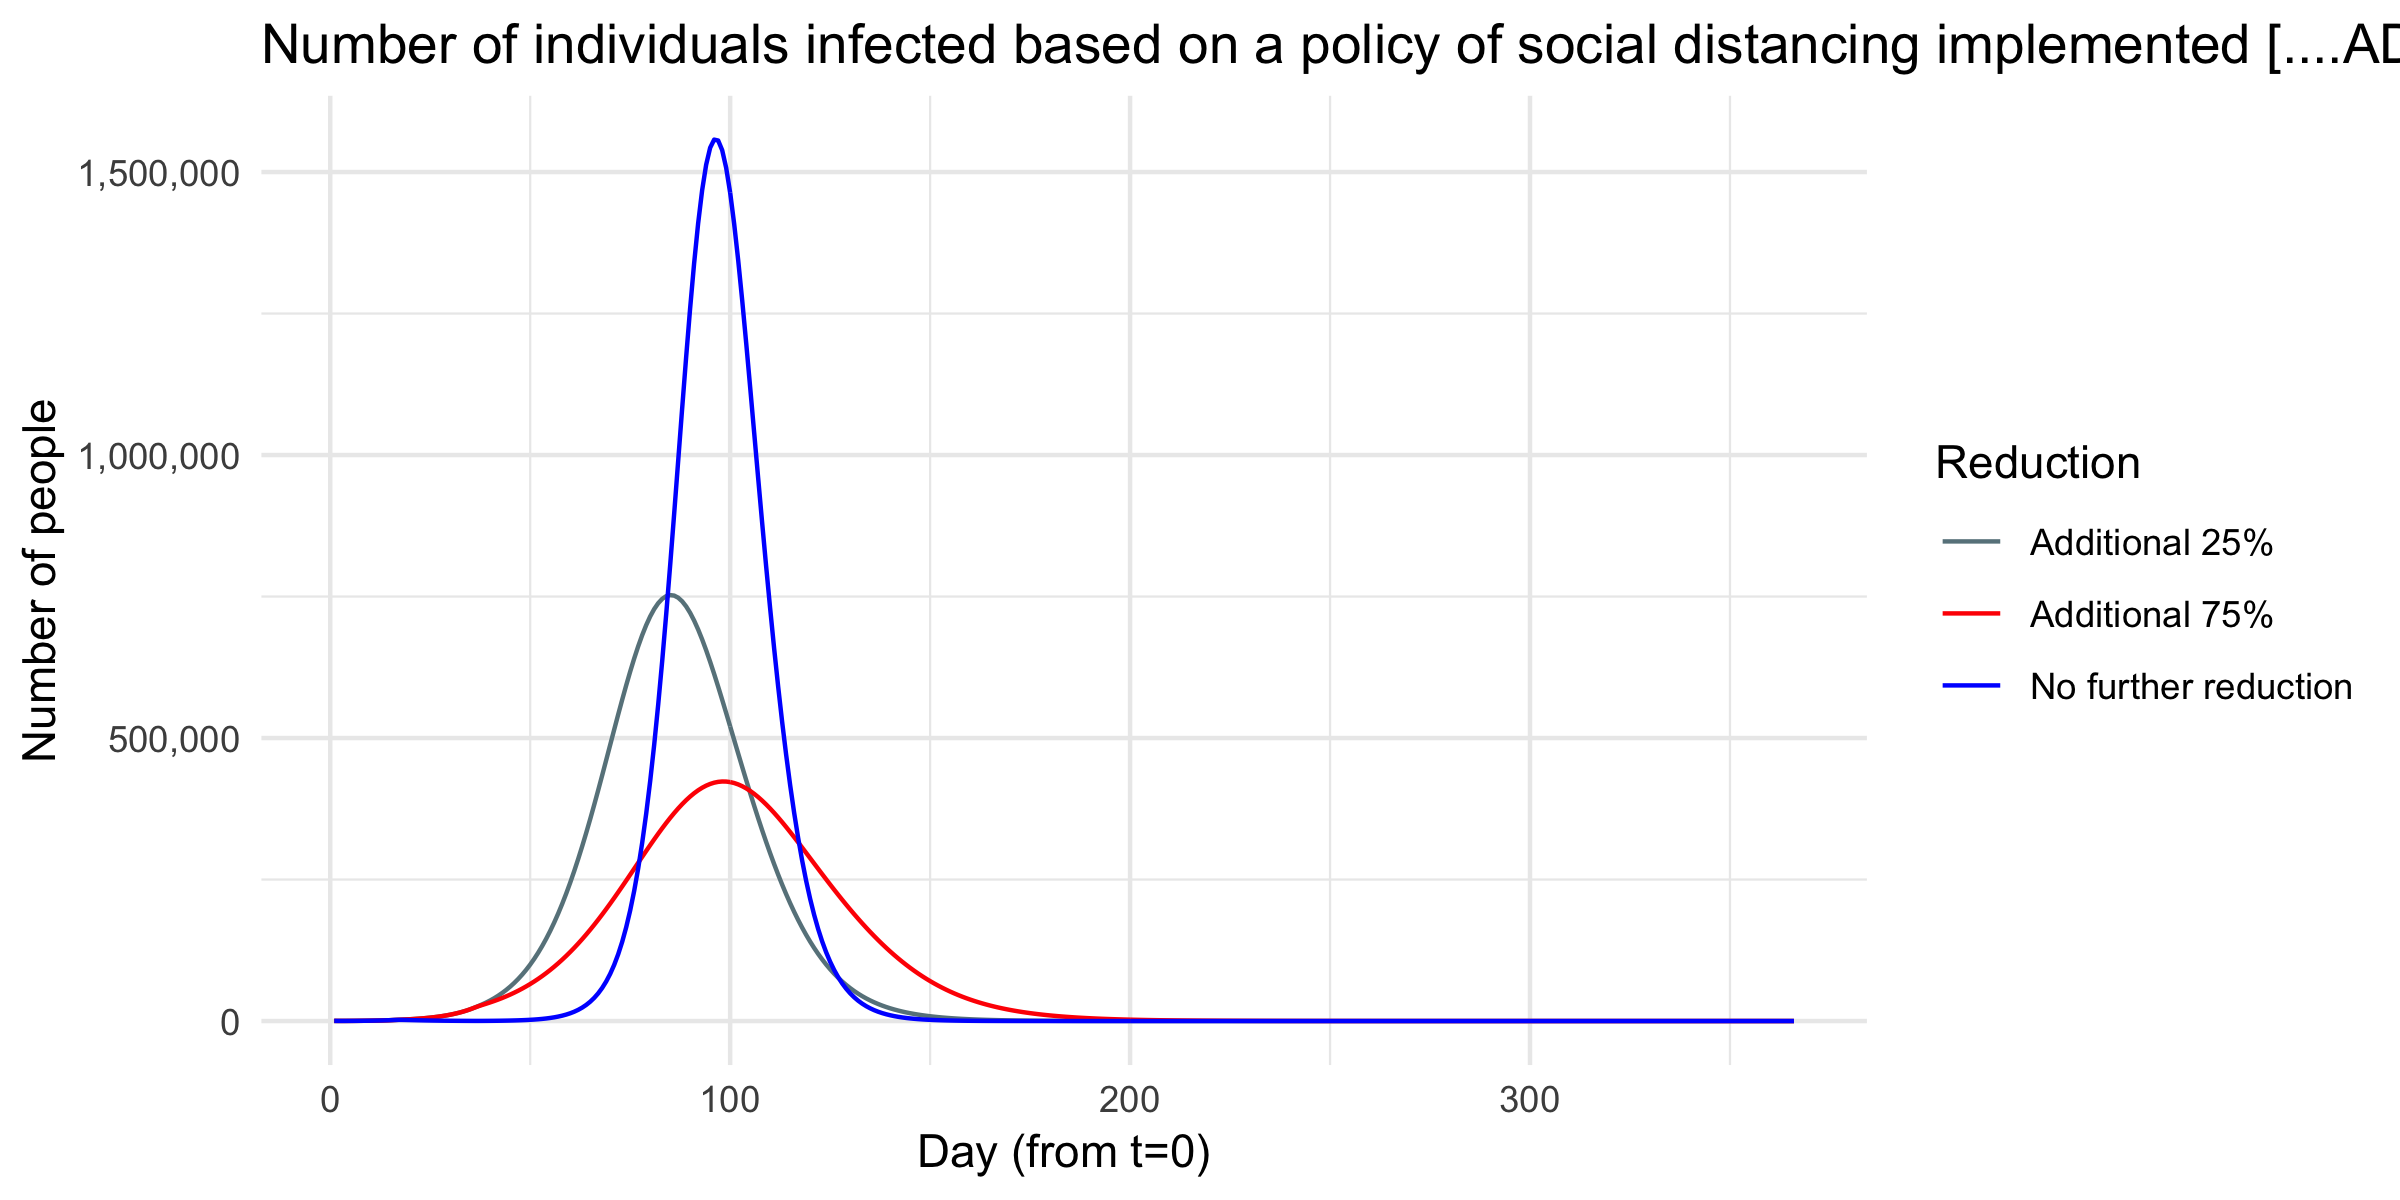 Number of individuals infected based on a policy of social distancing implemented [....AD
1,500,000
1,000,000
500,000
0
Number of people
0 100 200 300
Day (from t=0)
Reduction
Additional 25%
Additional 75%
No further reduction